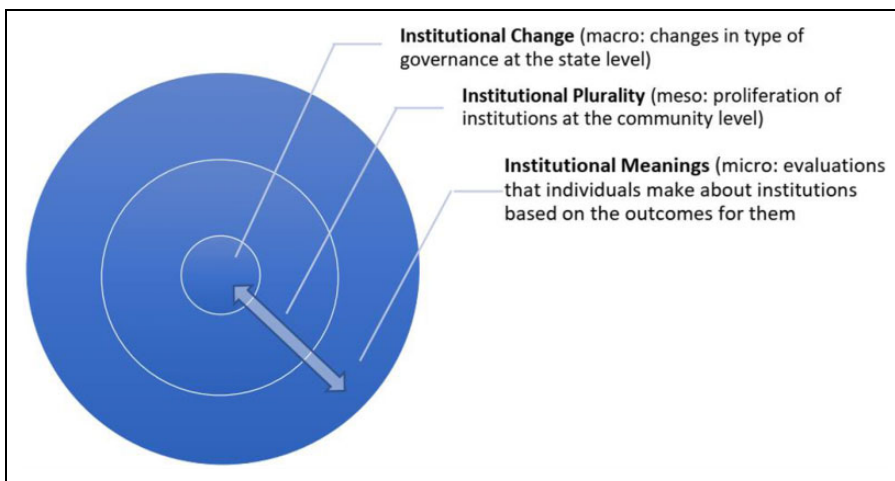 Institutional Change (macro: changes in type of
governance at the state level)
Institutional Plurality (meso: proliferation of
institutions at the community level)
Institutional Meanings (micro: evaluations
that individuals make about institutions
based on the outcomes for them